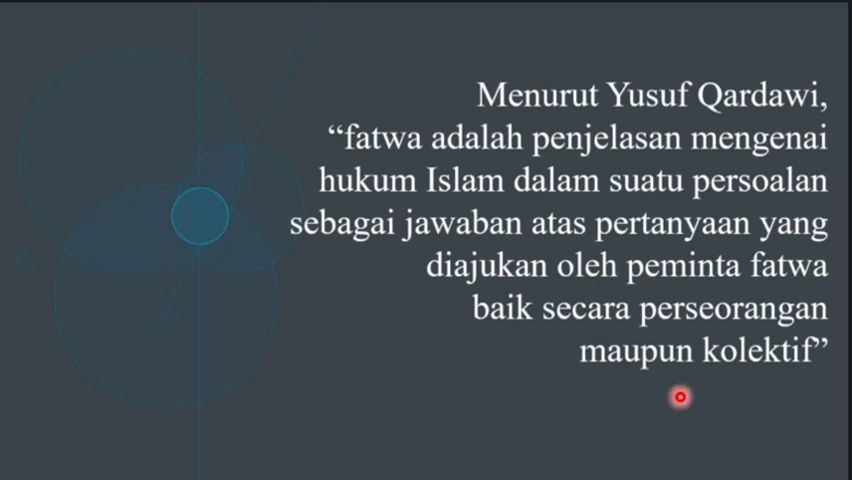 Menurut Yusuf Qardawi,
“fatwa adalah penjelasan mengenai
hukum Islam dalam suatu persoalan
sebagai jawaban atas pertanyaan yang
diajukan oleh peminta fatwa
baik secara perseorangan
maupun kolektif”